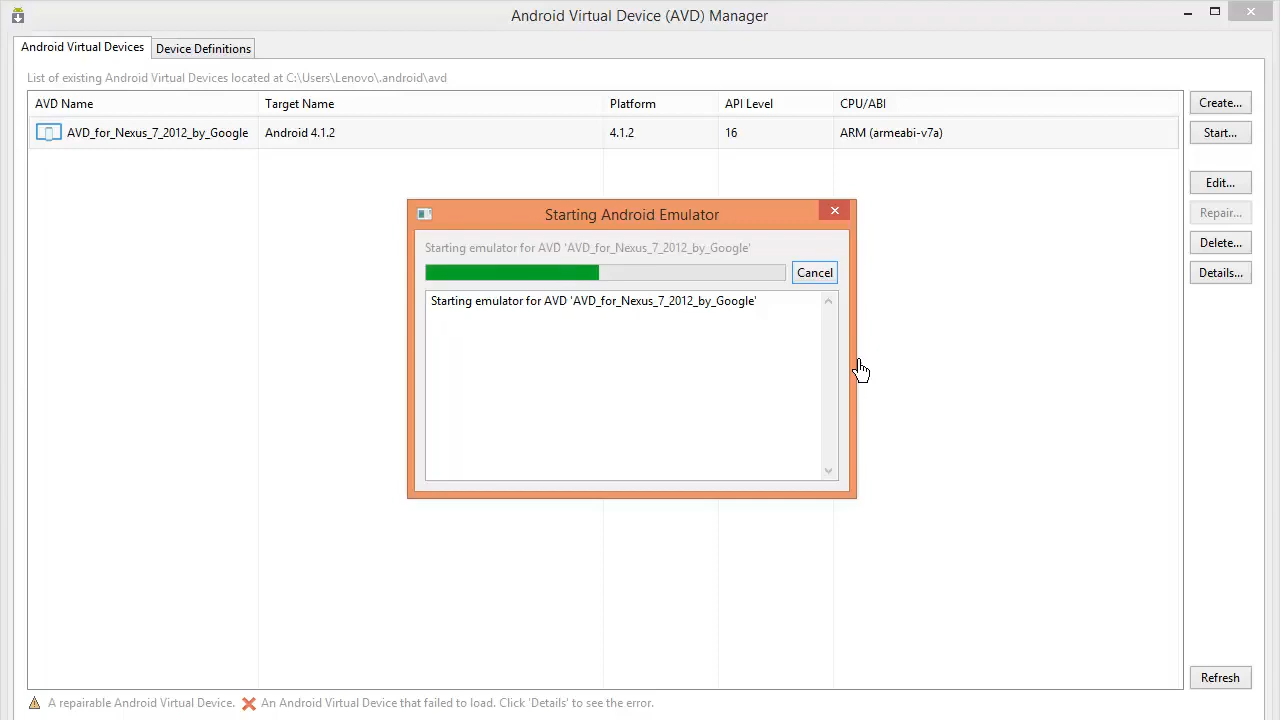 Android Virtual Device (AVD) Manager
Android Virtual Devices
Device Definitions
List of existing Android Virtual Devices located at C:\Users\Lenovo\.android\avd
AVD Name
Target Name
Platform
API Level
CPU/ABI
AVD_for_Nexus_7_2012_by_Google
Android 4.1.2
4.1.2
16
ARM (armeabi-v7a)
Create...
Start...
Edit...
Repair...
Delete...
Details...
Starting Android Emulator
Starting emulator for AVD 'AVD_for_Nexus_7_2012_by_Google'
Cancel
Starting emulator for AVD 'AVD_for_Nexus_7_2012_by_Google'
Refresh
A repairable Android Virtual Device.
An Android Virtual Device that failed to load. Click 'Details' to see the error.